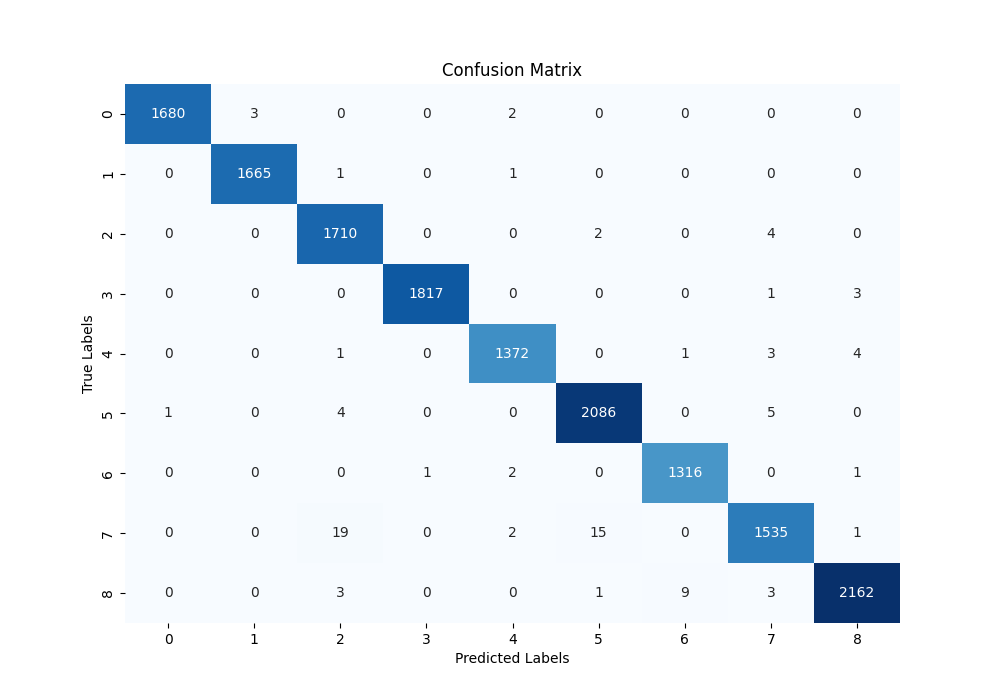 Confusion Matrix
0 1680 3 0 0 2 0 0 0 0
1 0 1665 1 0 1 0 0 0 0
2 0 0 1710 0 0 2 0 4 0
3 0 0 0 1817 0 0 0 1 3
4 0 0 1 0 1372 0 1 3 4
5 1 0 4 0 0 2086 0 5 0
6 0 0 0 1 2 0 1316 0 1
7 0 0 19 0 2 15 0 1535 1
8 0 0 3 0 0 1 9 3 2162
0 1 2 3 4 5 6 7 8
Predicted Labels
True Labels